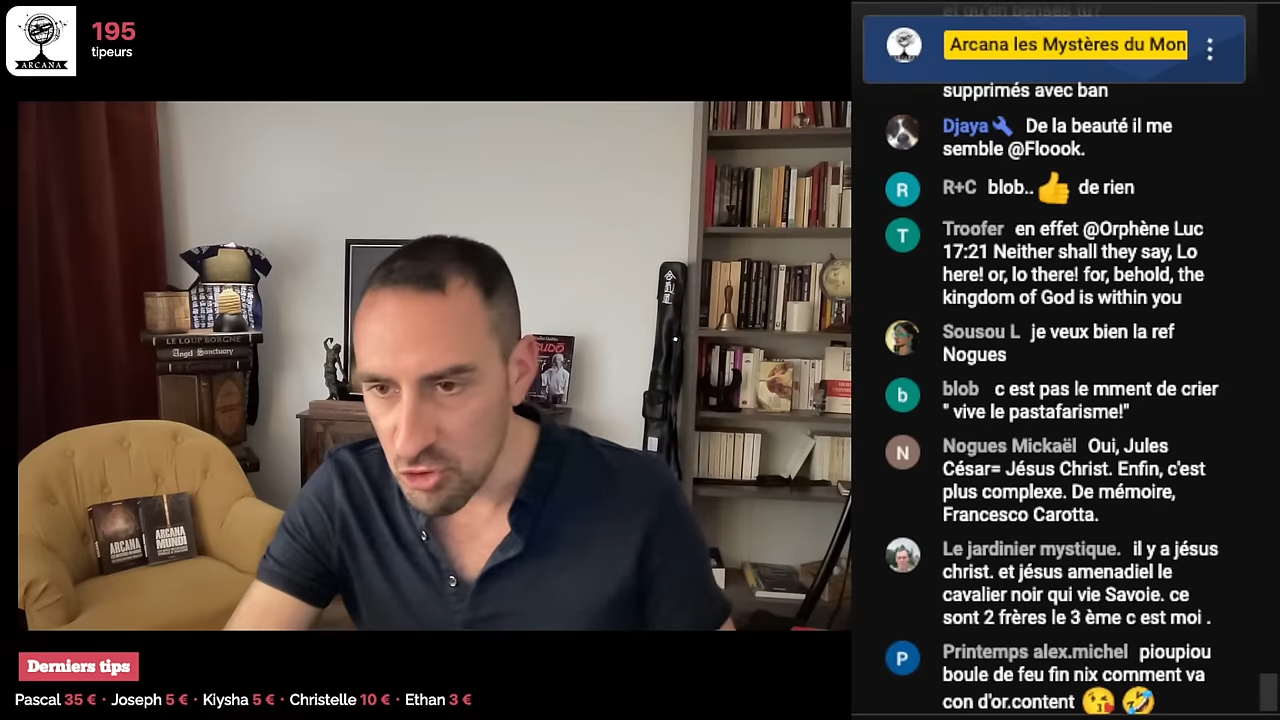 195
tipeurs
ARCANA
et qu'en penses tu?
Arcana les Mystères du Mon
supprimés avec ban
Djaya De la beauté il me
semble @Floook.
R R+C blob.. de rien
T Troofer en effet @Orphène Luc
17:21 Neither shall they say, Lo
here! or, lo there! for, behold, the
kingdom of God is within you
Sousou L je veux bien la ref
Nogues
b blob c est pas le mment de crier
" vive le pastafarisme!"
N Nogues Mickaël Oui, Jules
César= Jésus Christ. Enfin, c'est
plus complexe. De mémoire,
Francesco Carotta.
Le jardinier mystique. il y a jésus
christ. et jésus amenadiel le
cavalier noir qui vie Savoie. ce
sont 2 frères le 3 ème c est moi .
P Printemps alex.michel pioupiou
boule de feu fin nix comment va
con d'or.content
LE LOUP BORGNE
Angel Sanctuary
ARCANA
ARCANA
MUNDI
Derniers tips
Pascal 35 € · Joseph 5 € · Kiysha 5 € · Christelle 10 € · Ethan 3 €